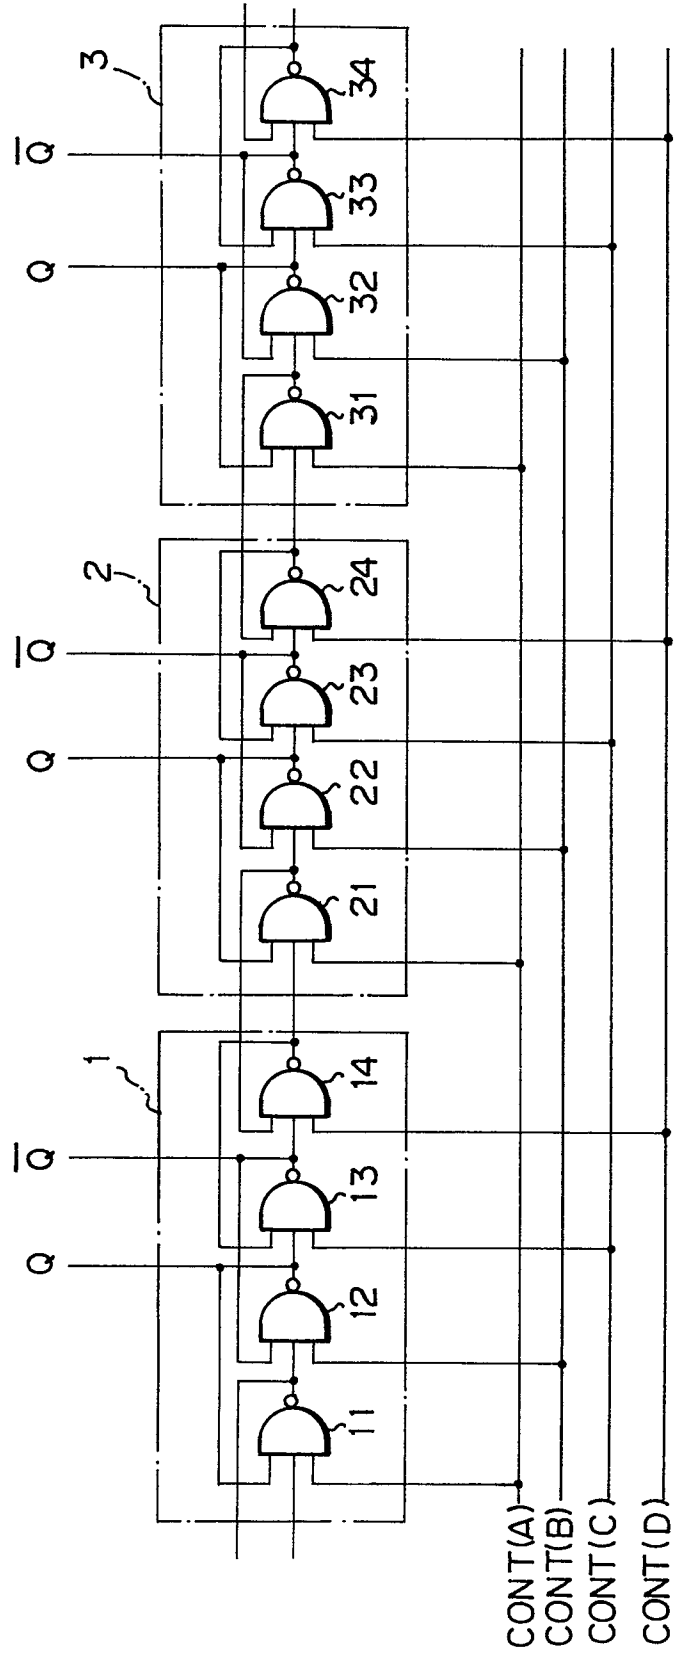 Q
Q̅
Q
Q̅
Q
Q̅
1
2
3
11
12
13
14
21
22
23
24
31
32
33
34
CONT(A)
CONT(B)
CONT(C)
CONT(D)